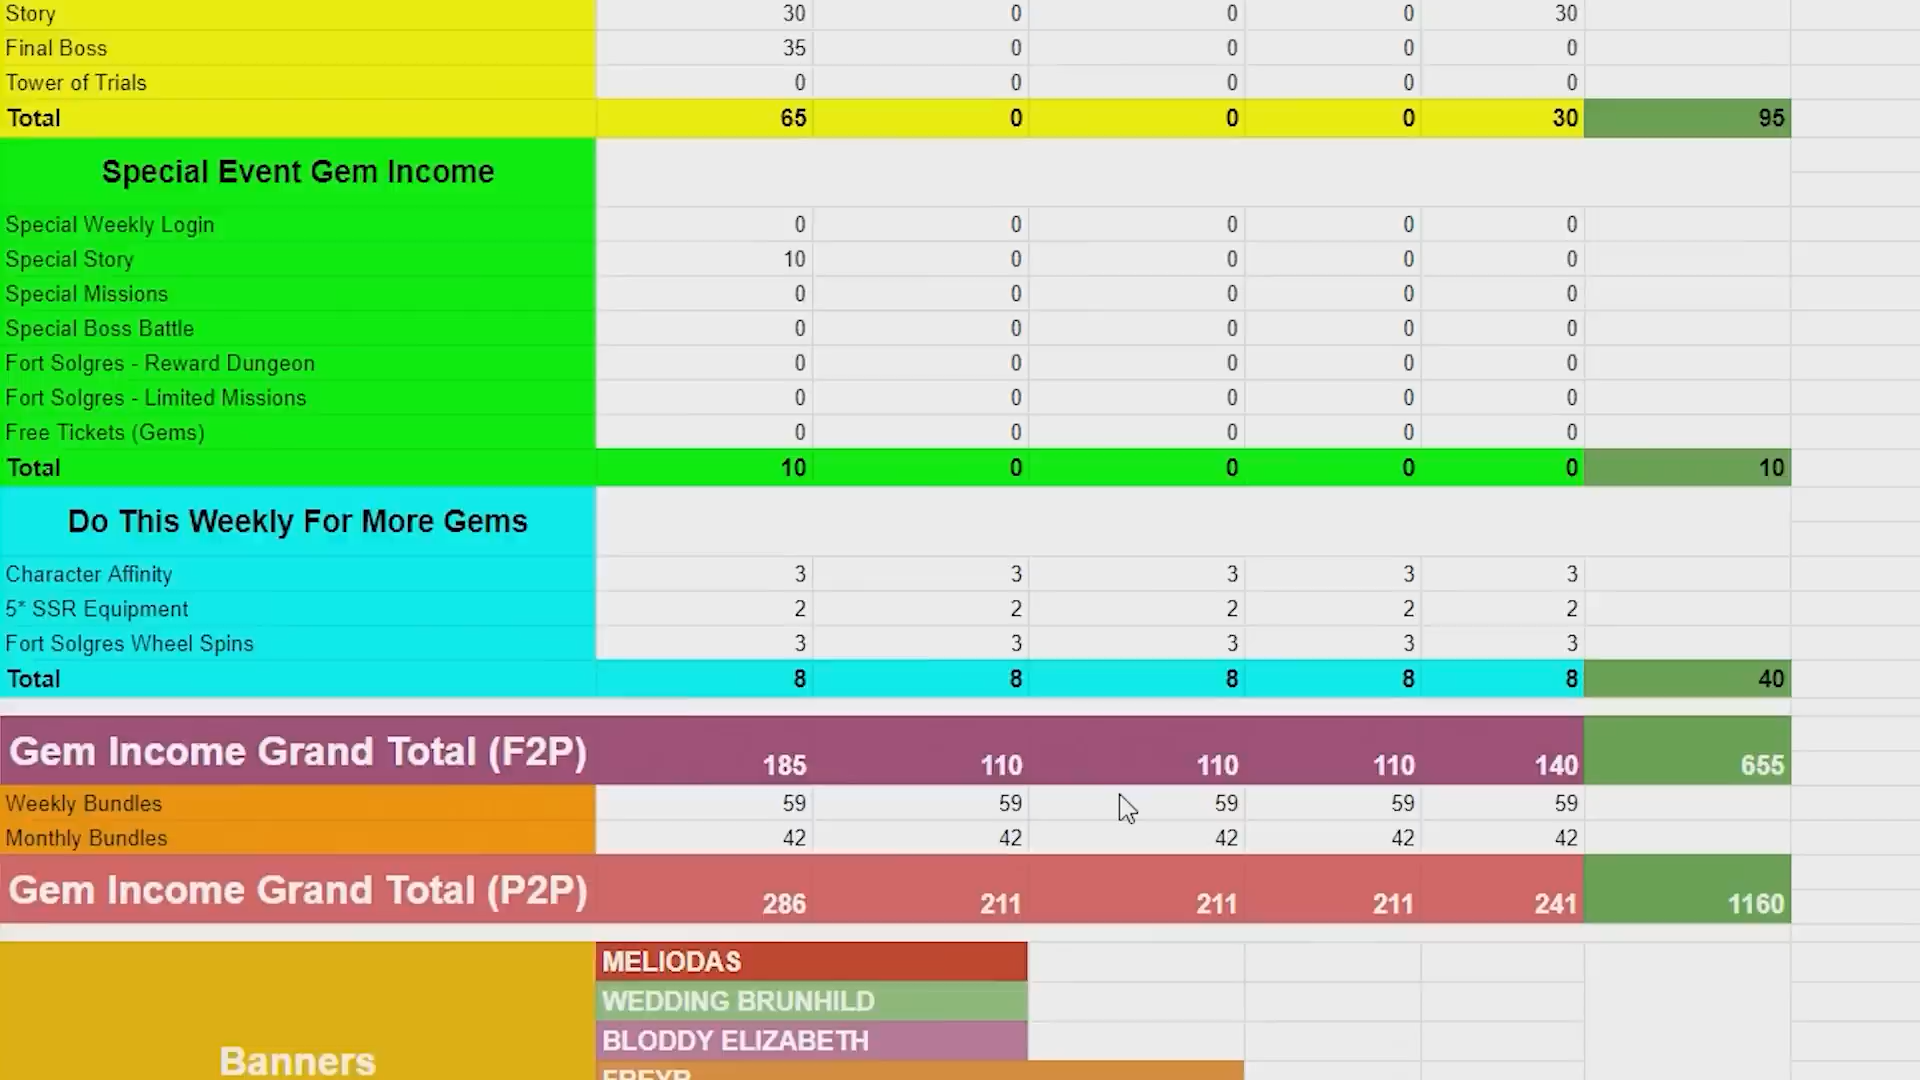 Story 30 0 0 0 30
Final Boss 35 0 0 0 0
Tower of Trials 0 0 0 0 0
Total 65 0 0 0 30 95
Special Event Gem Income
Special Weekly Login 0 0 0 0 0
Special Story 10 0 0 0 0
Special Missions 0 0 0 0 0
Special Boss Battle 0 0 0 0 0
Fort Solgres - Reward Dungeon 0 0 0 0 0
Fort Solgres - Limited Missions 0 0 0 0 0
Free Tickets (Gems) 0 0 0 0 0
Total 10 0 0 0 0 10
Do This Weekly For More Gems
Character Affinity 3 3 3 3 3
5* SSR Equipment 2 2 2 2 2
Fort Solgres Wheel Spins 3 3 3 3 3
Total 8 8 8 8 8 40
Gem Income Grand Total (F2P) 185 110 110 110 140 655
Weekly Bundles 59 59 59 59 59
Monthly Bundles 42 42 42 42 42
Gem Income Grand Total (P2P) 286 211 211 211 241 1160
MELIODAS
WEDDING BRUNHILD
BLODDY ELIZABETH
Banners
FREYR